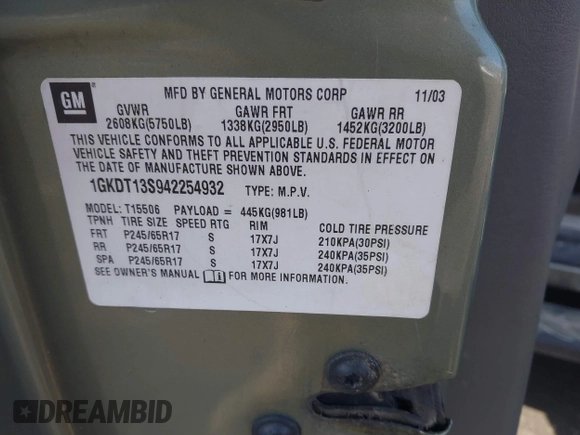 GM
MFD BY GENERAL MOTORS CORP 11/03
GVWR GAWR FRT GAWR RR
2608KG(5750LB) 1338KG(2950LB) 1452KG(3200LB)
THIS VEHICLE CONFORMS TO ALL APPLICABLE U.S. FEDERAL MOTOR
VEHICLE SAFETY AND THEFT PREVENTION STANDARDS IN EFFECT ON
THE DATE OF MANUFACTURE SHOWN ABOVE.
1GKDT13S942254932 TYPE: M.P.V.
MODEL: T15506 PAYLOAD = 445KG(981LB)
TPNH TIRE SIZE SPEED RTG RIM COLD TIRE PRESSURE
FRT P245/65R17 S 17X7J 210KPA(30PSI)
RR P245/65R17 S 17X7J 240KPA(35PSI)
SPA P245/65R17 S 17X7J 240KPA(35PSI)
SEE OWNER'S MANUAL FOR MORE INFORMATION.
DREAMBID